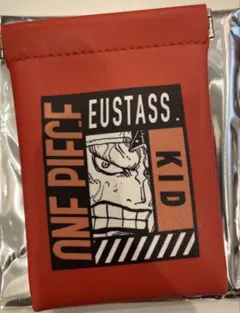 ONE PIECE
EUSTASS.
KID